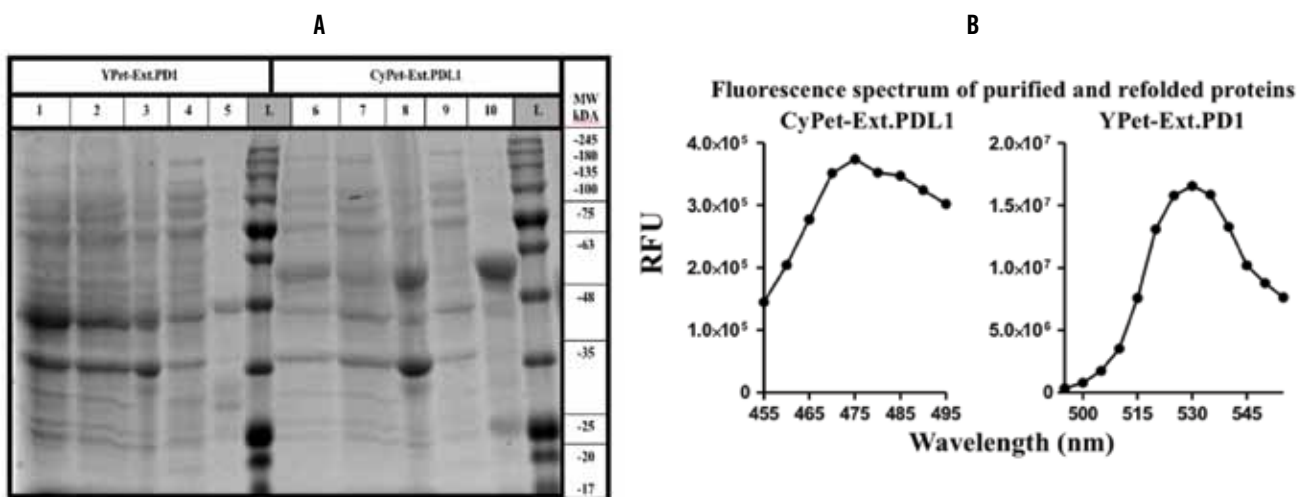 A
B
YPet-Ext.PD1
CyPet-Ext.PDL1
1 2 3 4 5 L 6 7 8 9 10 L
MW
kDA
-245
-180
-135
-100
-75
-63
-48
-35
-25
-20
-17
Fluorescence spectrum of purified and refolded proteins
CyPet-Ext.PDL1
YPet-Ext.PD1
RFU
4.0×10⁵
3.0×10⁵
2.0×10⁵
1.0×10⁵
0
455 465 475 485 495
2.0×10⁷
1.5×10⁷
1.0×10⁷
5.0×10⁶
0
500 515 530 545
Wavelength (nm)